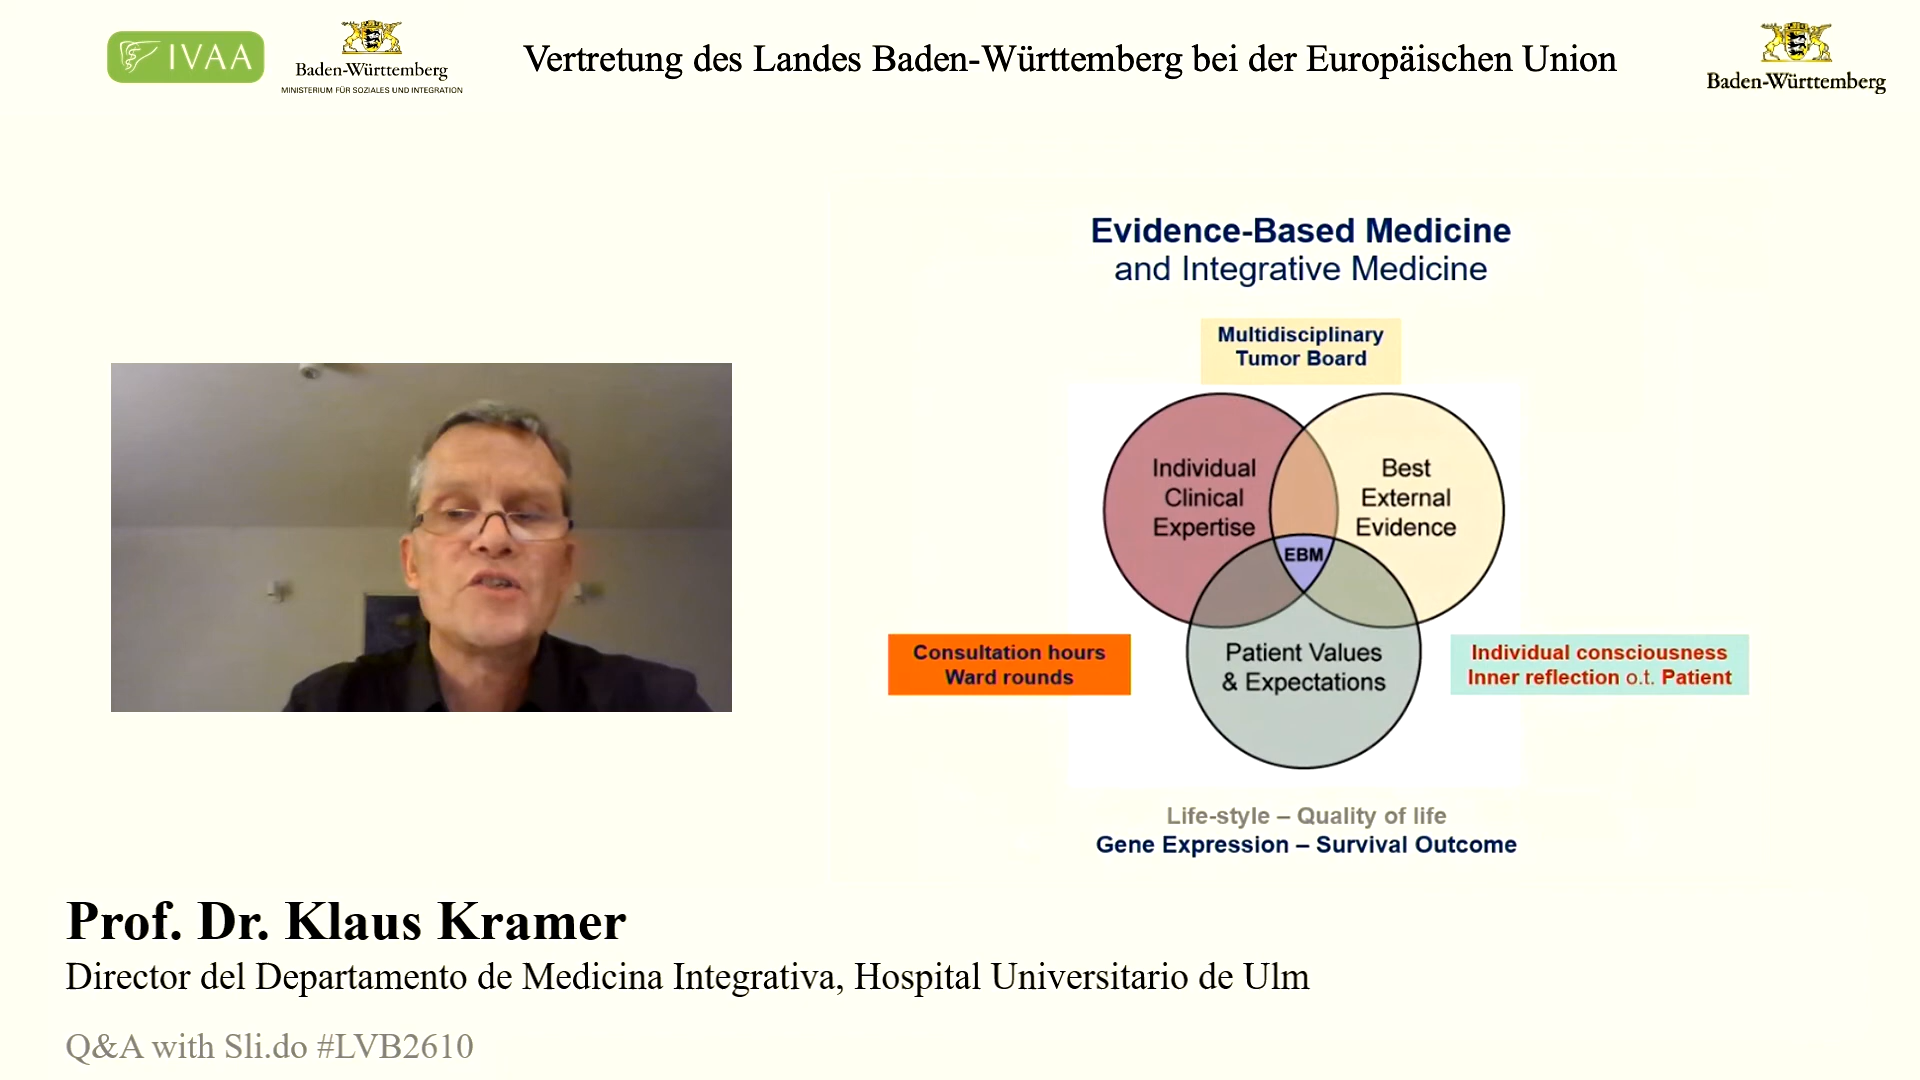 IVAA
Baden-Württemberg
MINISTERIUM FÜR SOZIALES UND INTEGRATION
Vertretung des Landes Baden-Württemberg bei der Europäischen Union
Baden-Württemberg
Evidence-Based Medicine
and Integrative Medicine
Multidisciplinary
Tumor Board
Individual
Clinical
Expertise
Best
External
Evidence
EBM
Patient Values
& Expectations
Consultation hours
Ward rounds
Individual consciousness
Inner reflection o.t. Patient
Life-style – Quality of life
Gene Expression – Survival Outcome
Prof. Dr. Klaus Kramer
Director del Departamento de Medicina Integrativa, Hospital Universitario de Ulm
Q&A with Sli.do #LVB2610